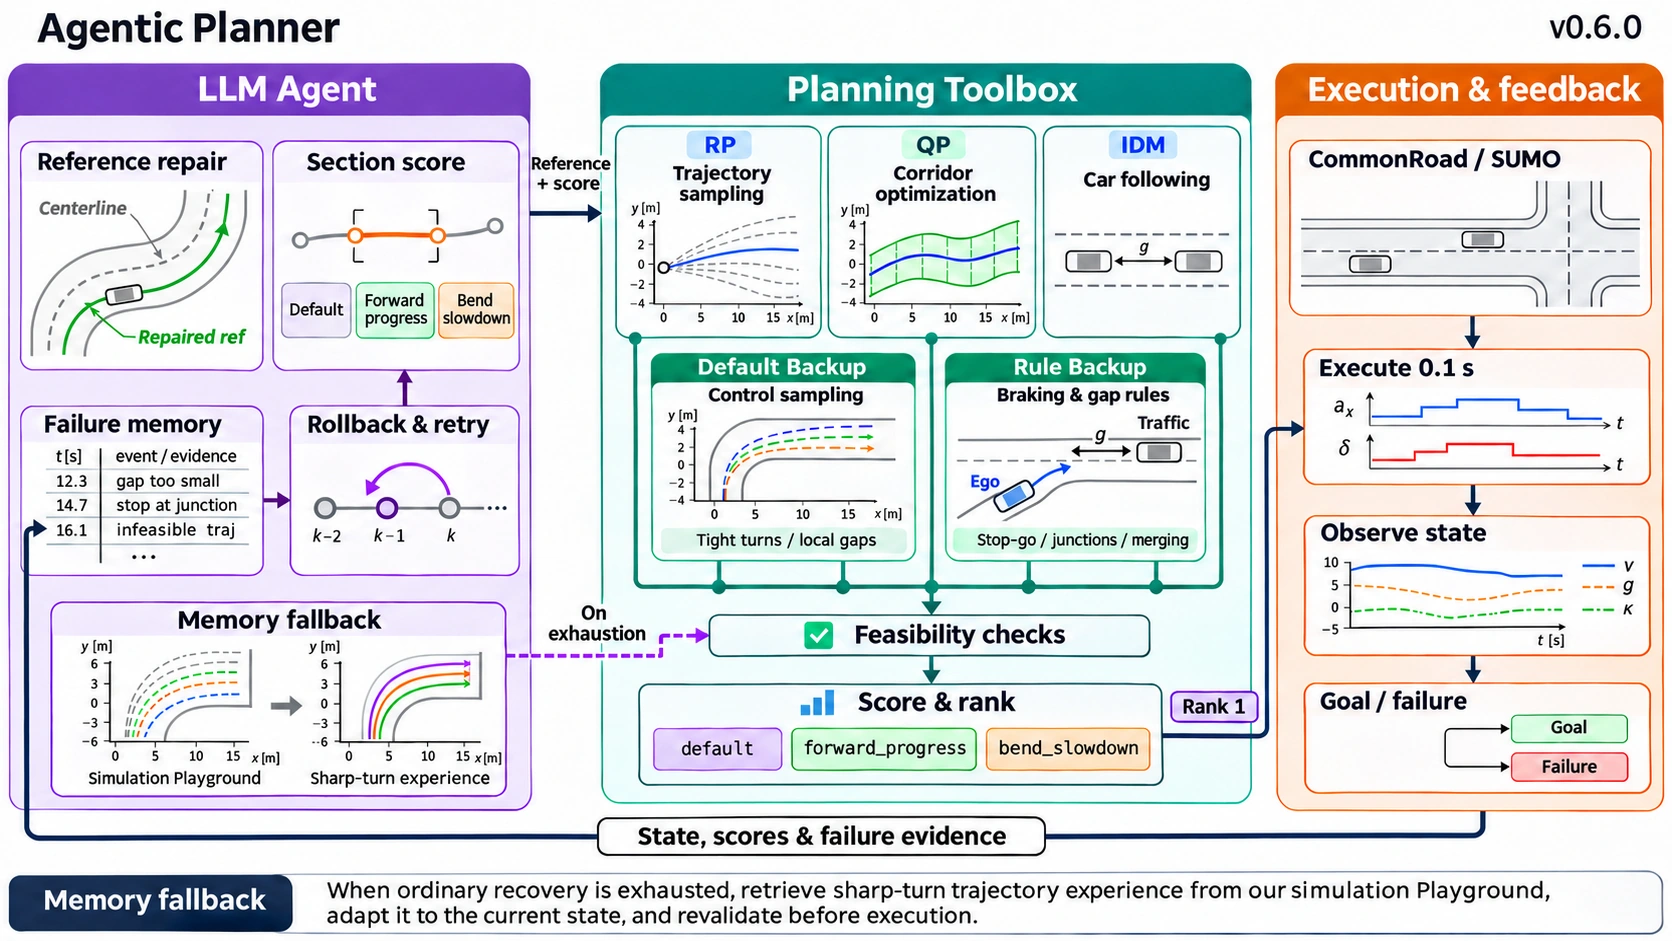 Agentic Planner
v0.6.0
LLM Agent
Reference repair
Centerline
Repaired ref
Section score
Default
Forward
progress
Bend
slowdown
Failure memory
t [s] event / evidence
12.3 gap too small
14.7 stop at junction
16.1 infeasible traj
...
Rollback & retry
...
k-2 k-1 k
Memory fallback
y [m]
6
3
0
-3
-6
0 5 10 15 x [m]
Simulation Playground
y [m]
6
3
0
-3
--6
0 5 10 15 x [m]
Sharp-turn experience
Reference
+ score
On
exhaustion
Planning Toolbox
RP
Trajectory
sampling
y [m]
4
2
0
-2
-4
0 5 10 15 x [m]
QP
Corridor
optimization
y [m]
4
2
0
-2
-4
0 5 10 15 x [m]
IDM
Car following
g
Default Backup
Control sampling
y [m]
4
2
0
-2
-4
0 5 10 15 x [m]
Tight turns / local gaps
Rule Backup
Braking & gap rules
Traffic
g
Ego
Stop-go / junctions / merging
Feasibility checks
Score & rank
default
forward_progress
bend_slowdown
Rank 1
Execution & feedback
CommonRoad / SUMO
Execute 0.1 s
ax
t
δ
t
Observe state
10
5
0
-5
v
g
κ
t [s]
Goal / failure
Goal
Failure
State, scores & failure evidence
Memory fallback
When ordinary recovery is exhausted, retrieve sharp-turn trajectory experience from our simulation Playground,
adapt it to the current state, and revalidate before execution.